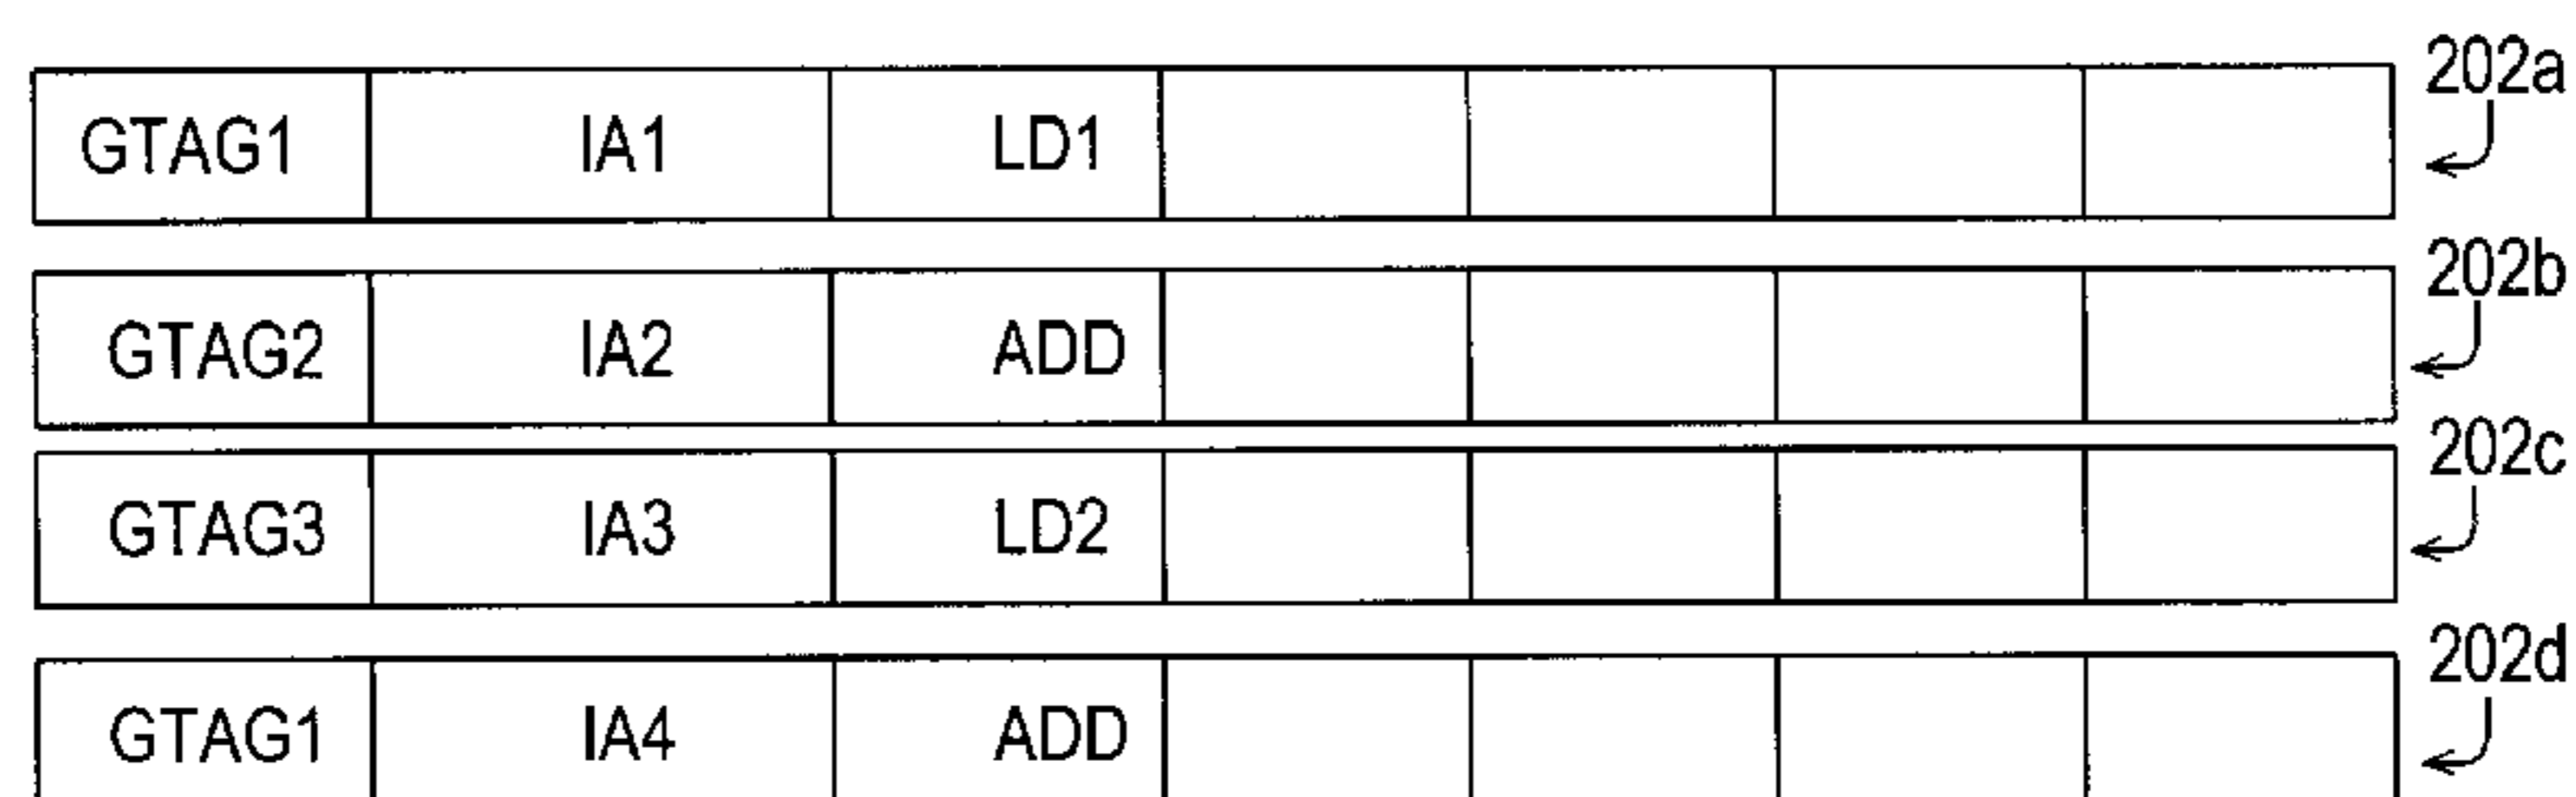 GTAG1 IA1 LD1 202a
GTAG2 IA2 ADD 202b
GTAG3 IA3 LD2 202c
GTAG1 IA4 ADD 202d